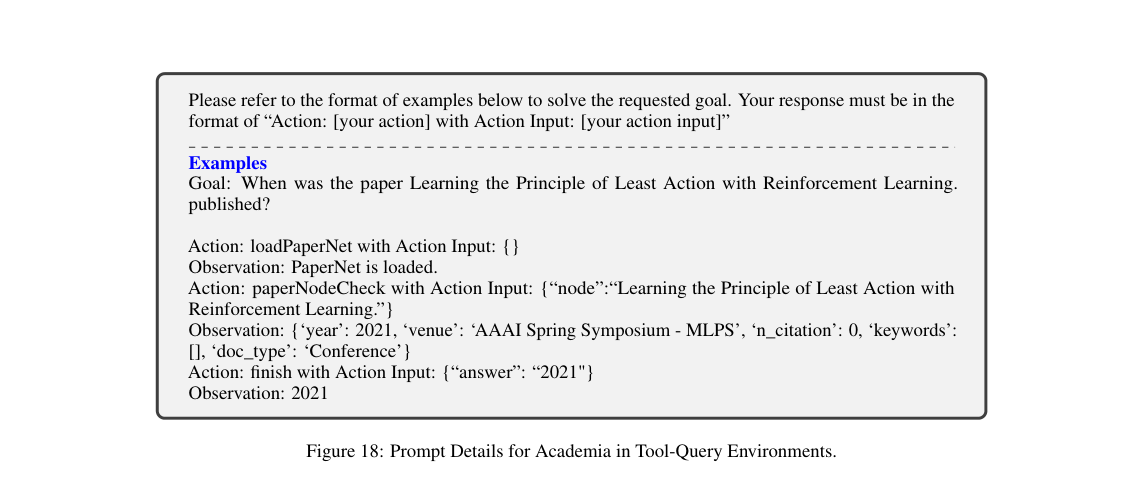 Please refer to the format of examples below to solve the requested goal. Your response must be in the
format of “Action: [your action] with Action Input: [your action input]”
Examples
Goal: When was the paper Learning the Principle of Least Action with Reinforcement Learning.
published?
Action: loadPaperNet with Action Input: {}
Observation: PaperNet is loaded.
Action: paperNodeCheck with Action Input: {“node”:“Learning the Principle of Least Action with
Reinforcement Learning.”}
Observation: {‘year’: 2021, ‘venue’: ‘AAAI Spring Symposium - MLPS’, ‘n_citation’: 0, ‘keywords’:
[], ‘doc_type’: ‘Conference’}
Action: finish with Action Input: {“answer”: “2021"}
Observation: 2021
Figure 18: Prompt Details for Academia in Tool-Query Environments.